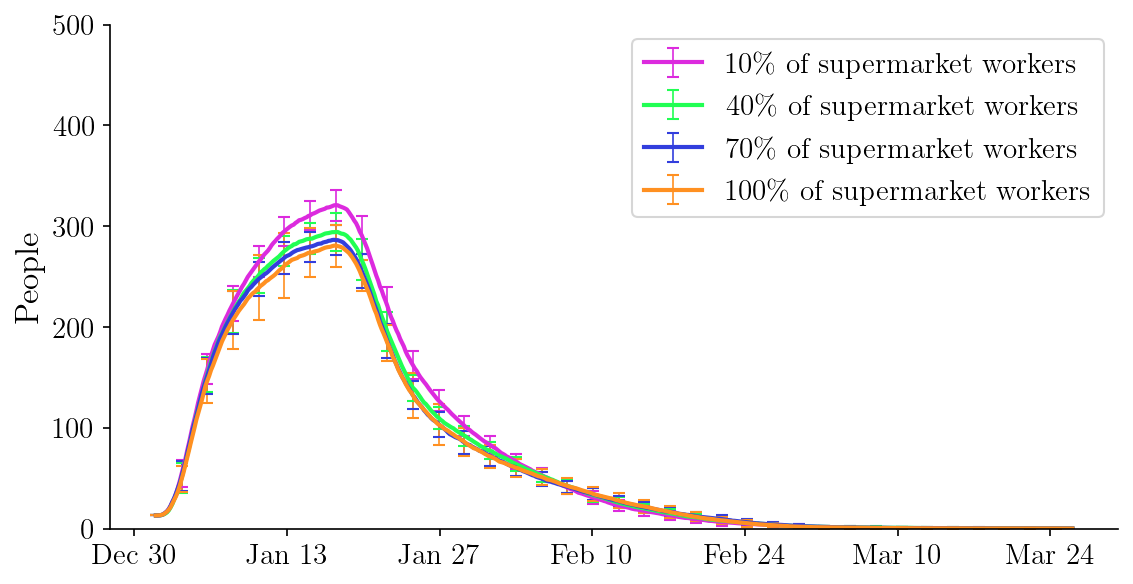 500
400
300
200
100
0
People
10% of supermarket workers
40% of supermarket workers
70% of supermarket workers
100% of supermarket workers
Dec 30 Jan 13 Jan 27 Feb 10 Feb 24 Mar 10 Mar 24